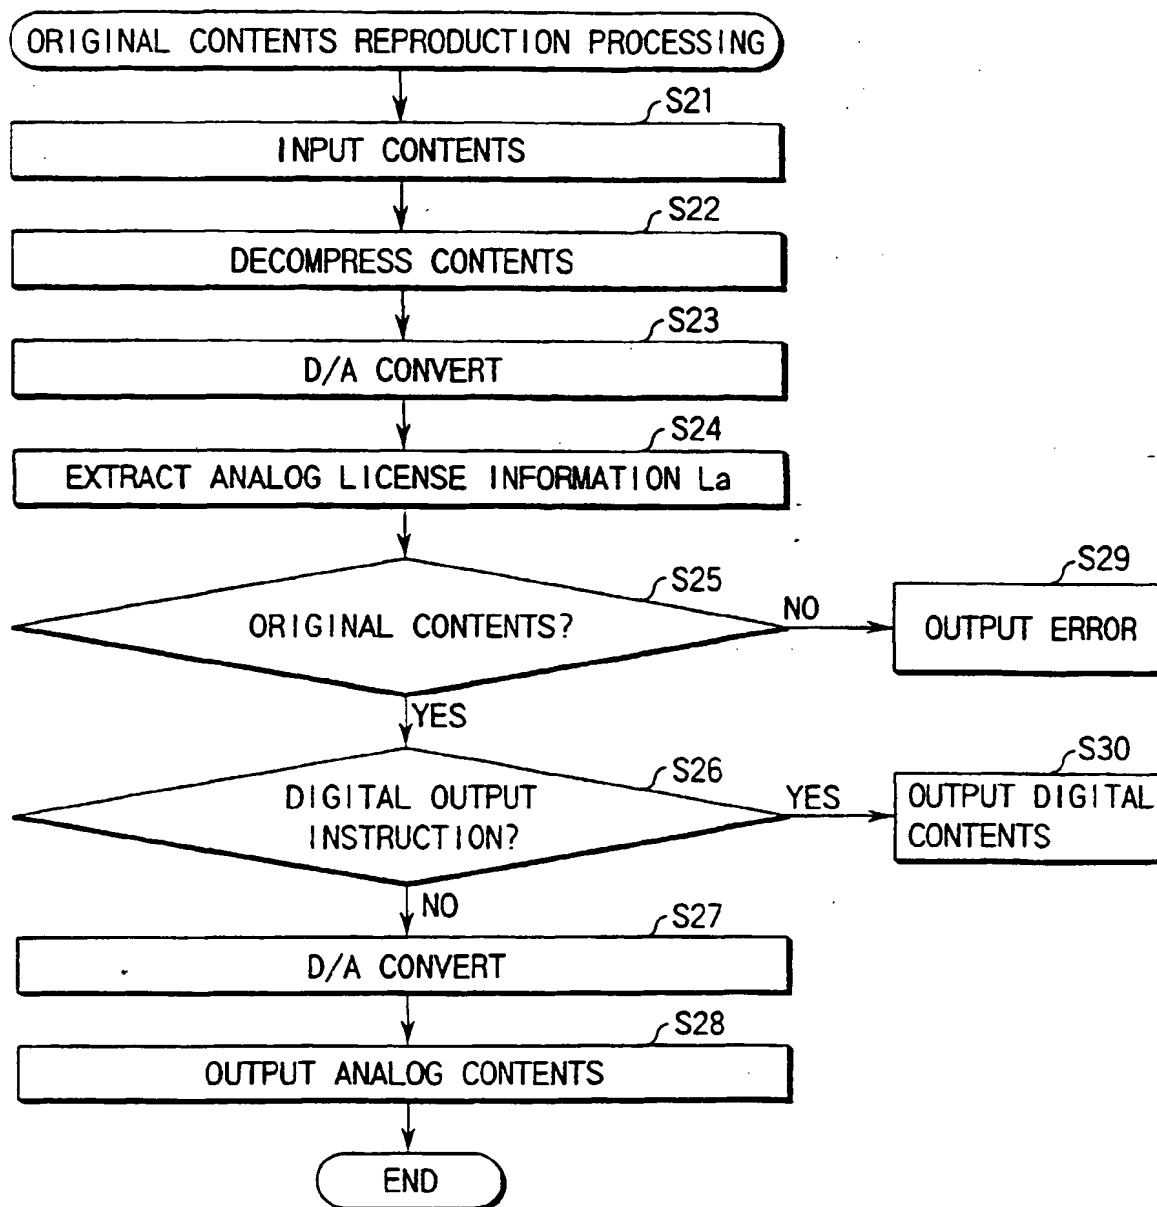 ORIGINAL CONTENTS REPRODUCTION PROCESSING
S21
INPUT CONTENTS
S22
DECOMPRESS CONTENTS
S23
D/A CONVERT
S24
EXTRACT ANALOG LICENSE INFORMATION La
S25
ORIGINAL CONTENTS?
NO
S29
OUTPUT ERROR
YES
S26
DIGITAL OUTPUT
INSTRUCTION?
YES
S30
OUTPUT DIGITAL
CONTENTS
NO
S27
D/A CONVERT
S28
OUTPUT ANALOG CONTENTS
END